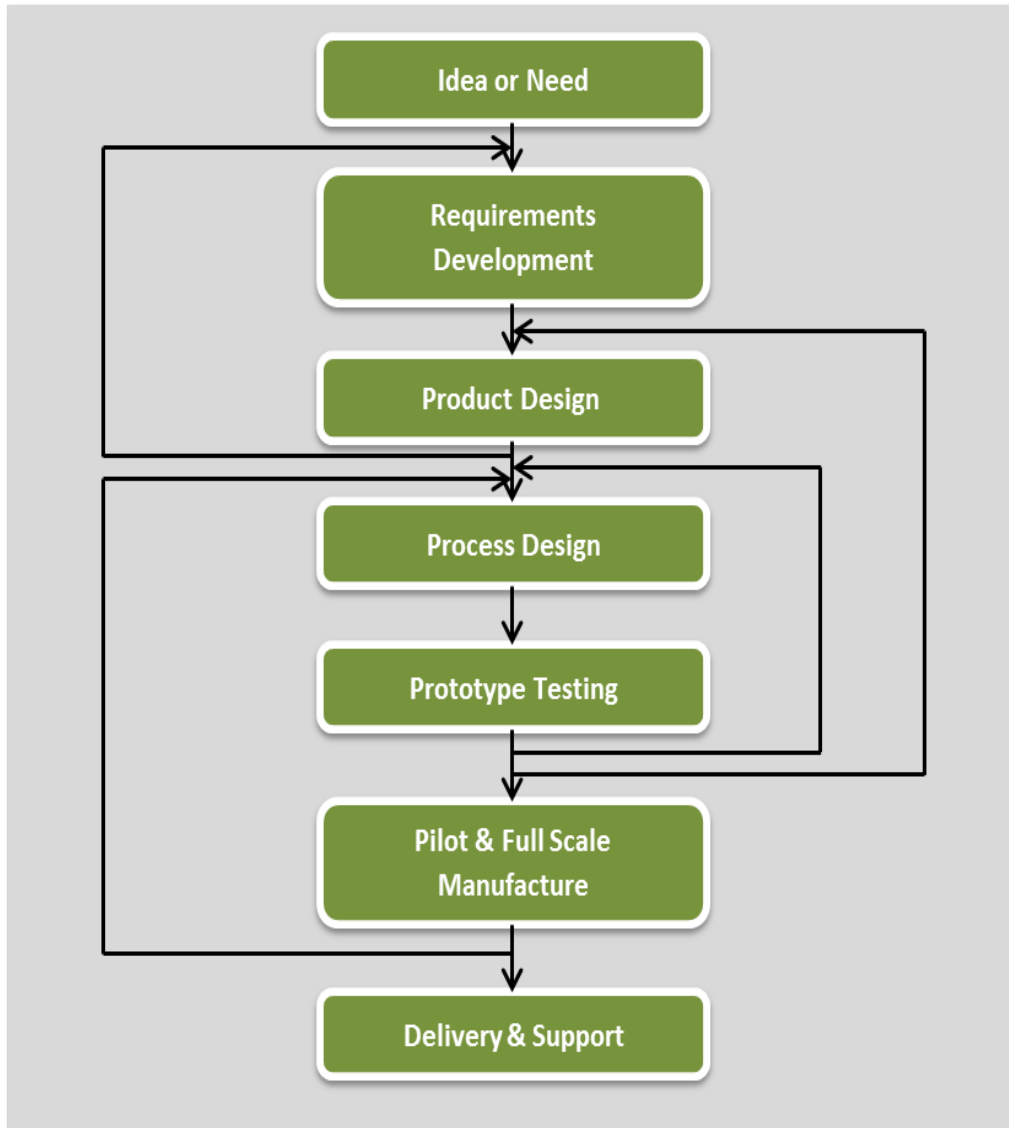 Idea or Need
Requirements
Development
Product Design
Process Design
Prototype Testing
Pilot & Full Scale
Manufacture
Delivery & Support